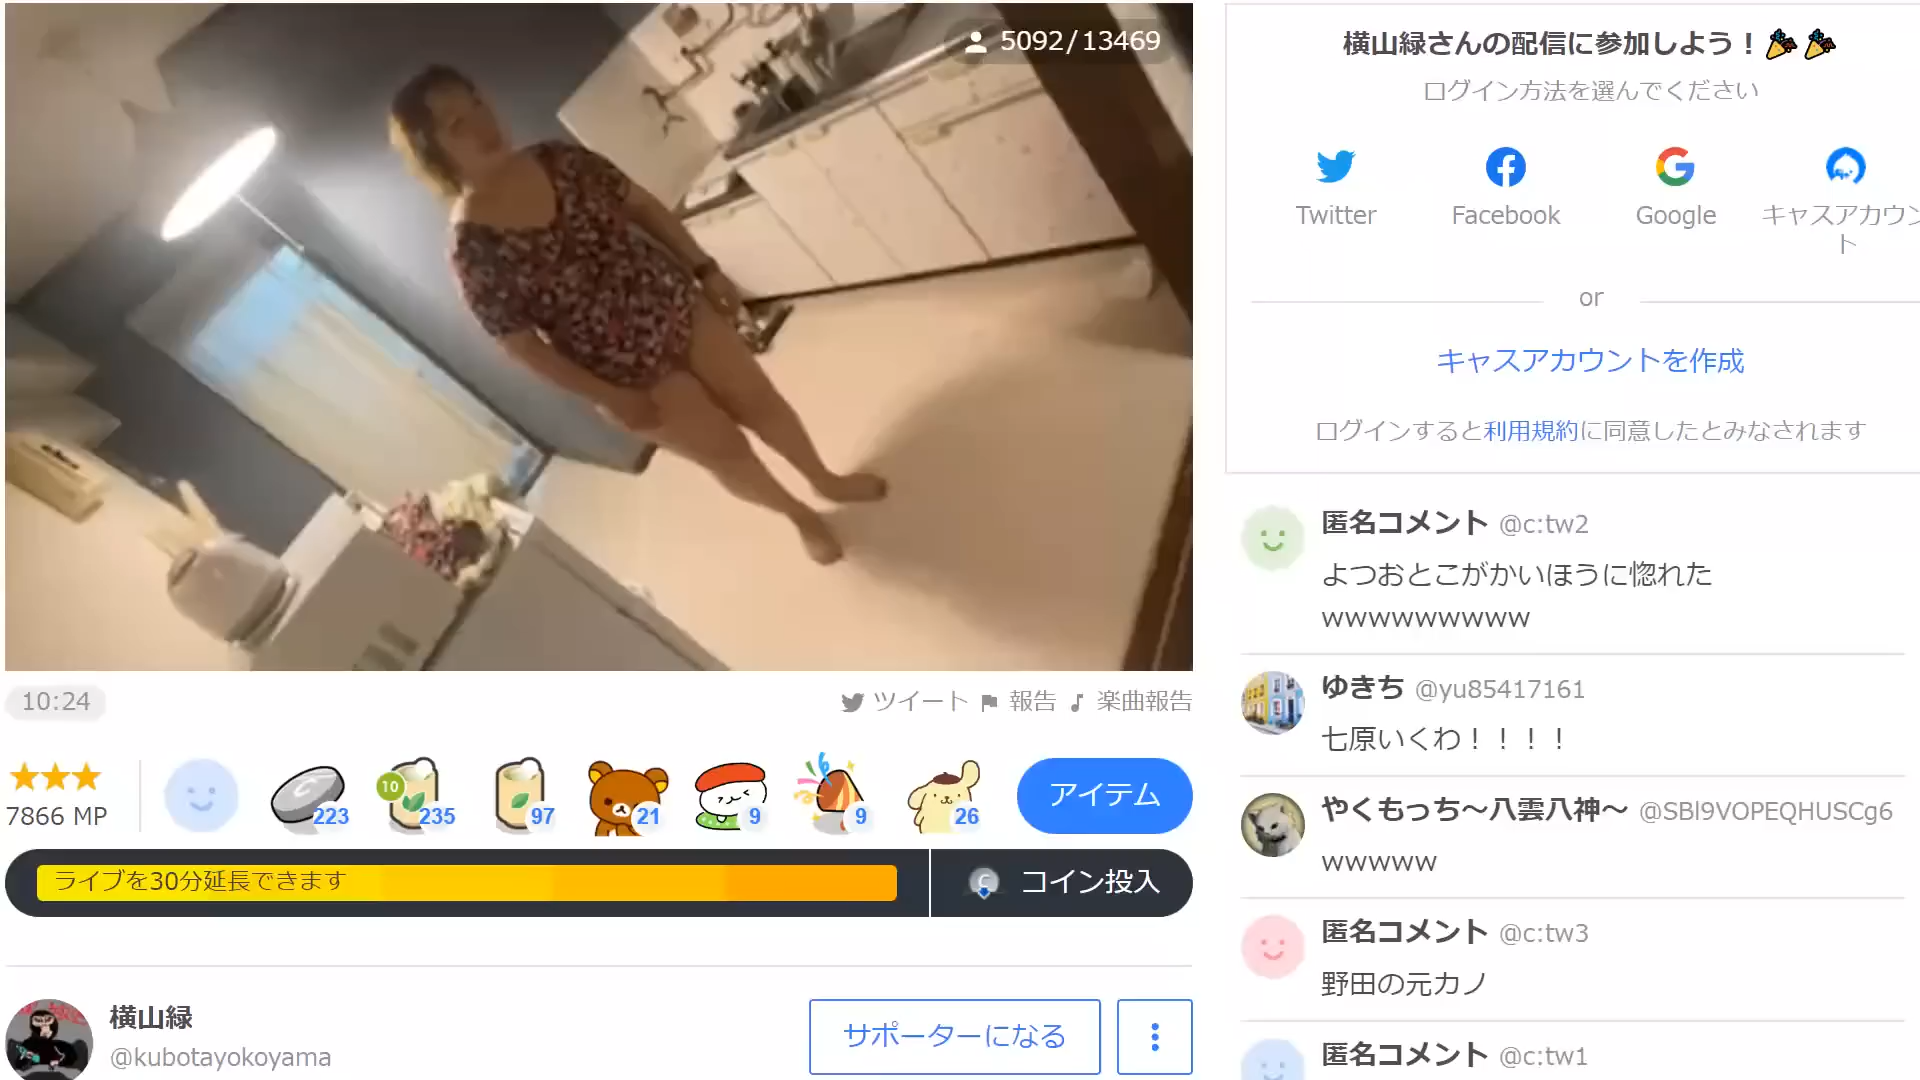 5092/13469
横山緑さんの配信に参加しよう！
ログイン方法を選んでください
Twitter
Facebook
Google
キャスアカウン
ト
or
キャスアカウントを作成
ログインすると利用規約に同意したとみなされます
匿名コメント @c:tw2
よつおとこがかいほうに惚れた
wwwwwwwww
ゆきち @yu85417161
七原いくわ！！！！
やくもっち～八雲八神～ @SBl9VOPEQHUSCg6
wwwww
匿名コメント @c:tw3
野田の元カノ
匿名コメント @c:tw1
10:24
ツイート 報告 楽曲報告
7866 MP
223
10
235
97
21
9
9
26
アイテム
ライブを30分延長できます
コイン投入
横山緑
@kubotayokoyama
サポーターになる